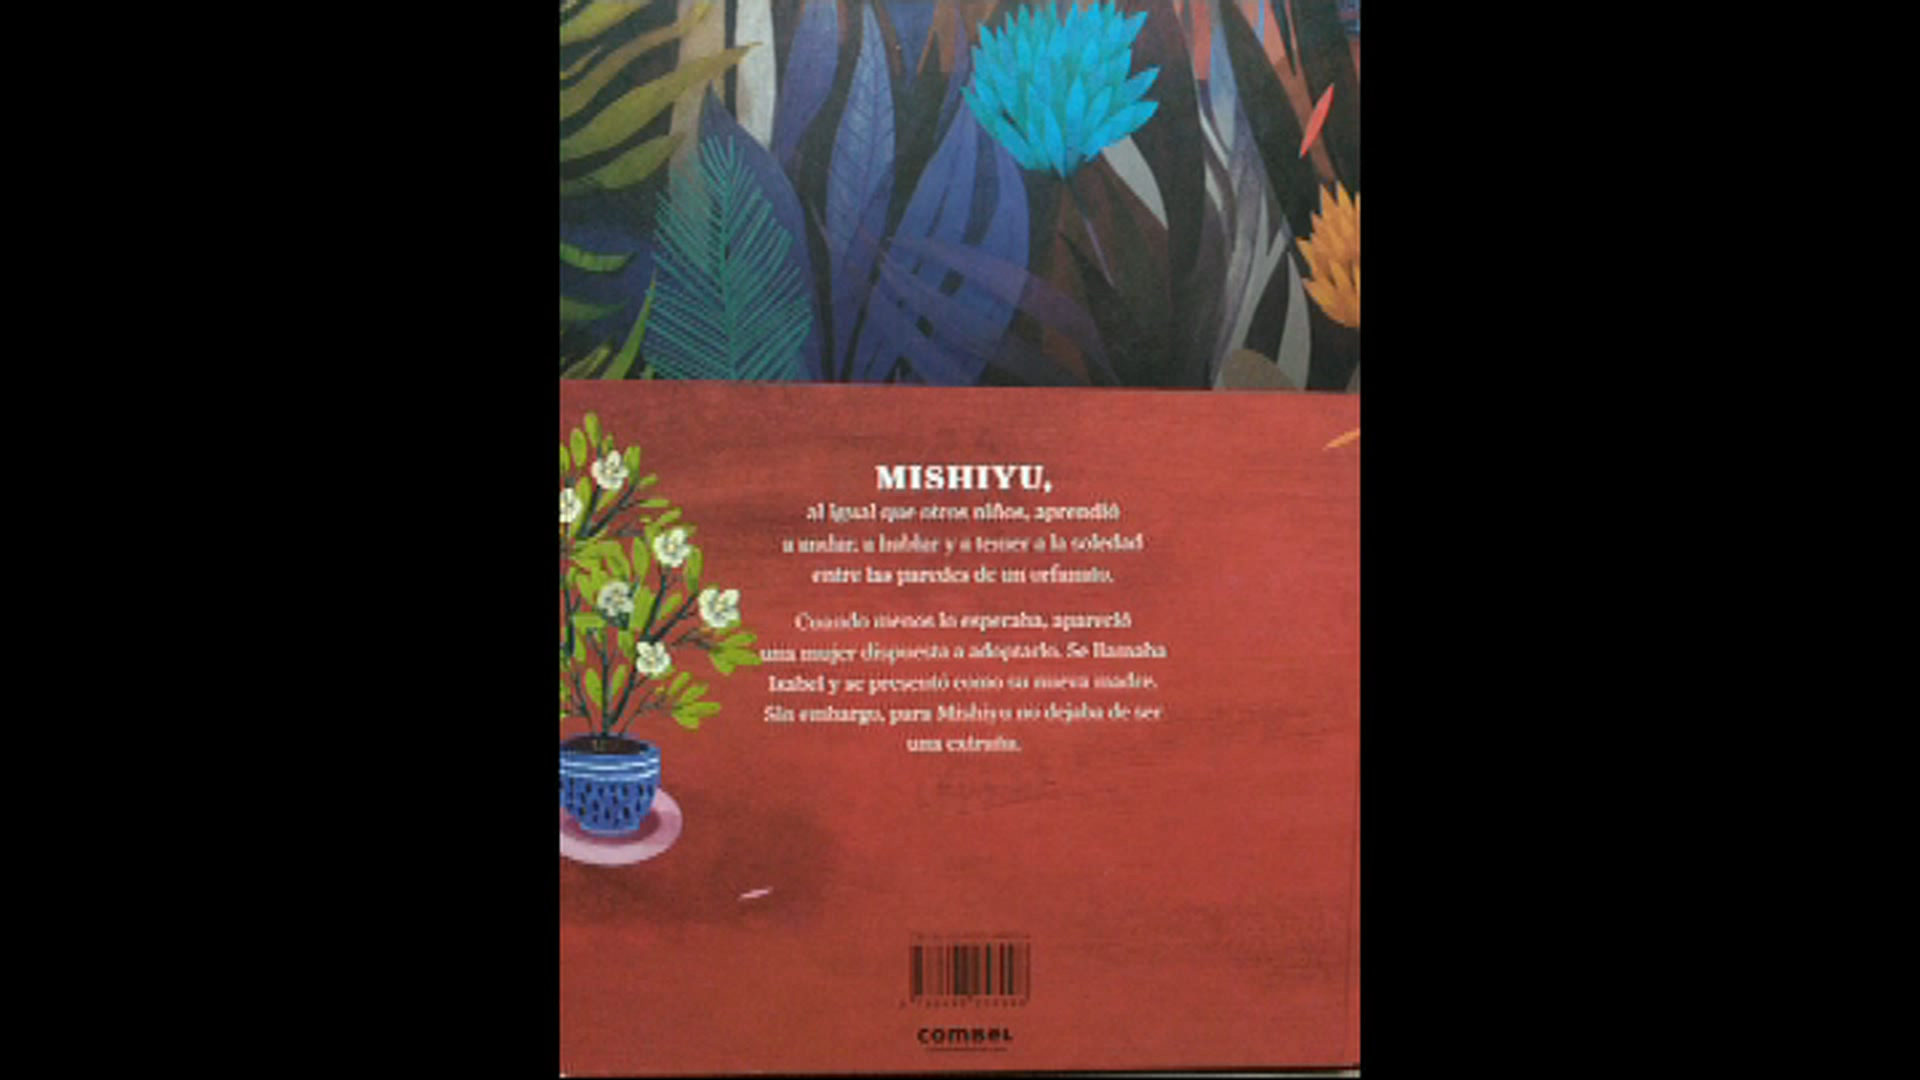 MISHIYU,
al igual que otros niños, aprendió
a andar, a hablar y a temer a la soledad
entre las paredes de un orfanato.
Cuando menos lo esperaba, apareció
una mujer dispuesta a adoptarlo. Se llamaba
Isabel y se presentó como su nueva madre.
Sin embargo, para Mishiyu no dejaba de ser
una extraña.
combel